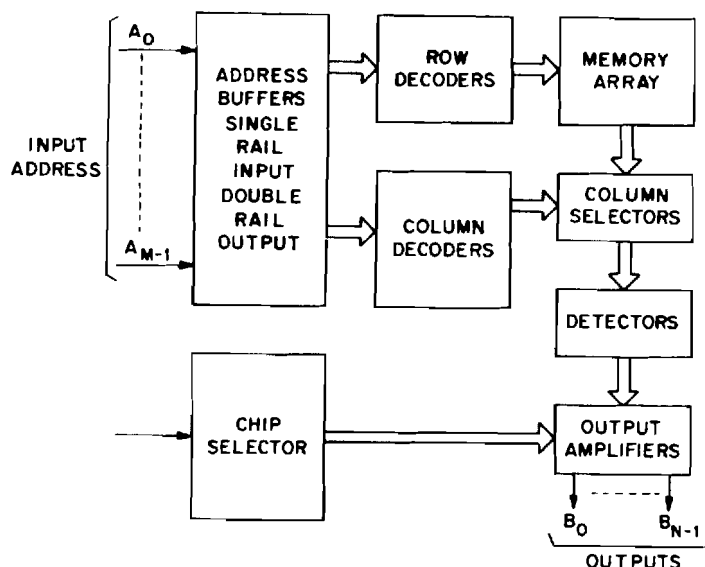 A0
INPUT
ADDRESS
AM-1
ADDRESS
BUFFERS
SINGLE
RAIL
INPUT
DOUBLE
RAIL
OUTPUT
ROW
DECODERS
MEMORY
ARRAY
COLUMN
DECODERS
COLUMN
SELECTORS
DETECTORS
CHIP
SELECTOR
OUTPUT
AMPLIFIERS
B0
BN-1
OUTPUTS